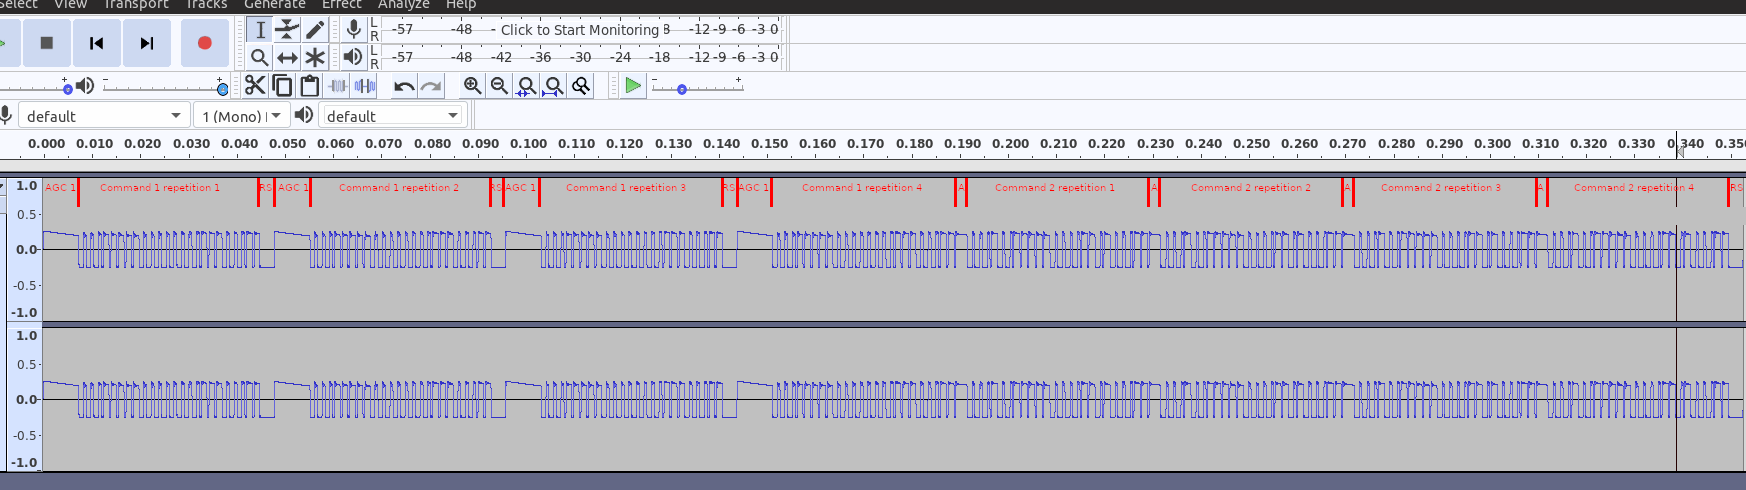 Select View Transport Tracks Generate Effect Analyze Help
L R -57 -48 - Click to Start Monitoring 8 -12 -9 -6 -3 0
L R -57 -48 -42 -36 -30 -24 -18 -12 -9 -6 -3 0
- + - + - +
default 1 (Mono) default
0.000 0.010 0.020 0.030 0.040 0.050 0.060 0.070 0.080 0.090 0.100 0.110 0.120 0.130 0.140 0.150 0.160 0.170 0.180 0.190 0.200 0.210 0.220 0.230 0.240 0.250 0.260 0.270 0.280 0.290 0.300 0.310 0.320 0.330 0.340 0.350
AGC 1 Command 1 repetition 1 RS AGC 1 Command 1 repetition 2 RS AGC 1 Command 1 repetition 3 RS AGC 1 Command 1 repetition 4 A Command 2 repetition 1 A Command 2 repetition 2 A Command 2 repetition 3 A Command 2 repetition 4 RS
1.0
0.5
0.0
-0.5
-1.0
1.0
0.5
0.0
-0.5
-1.0